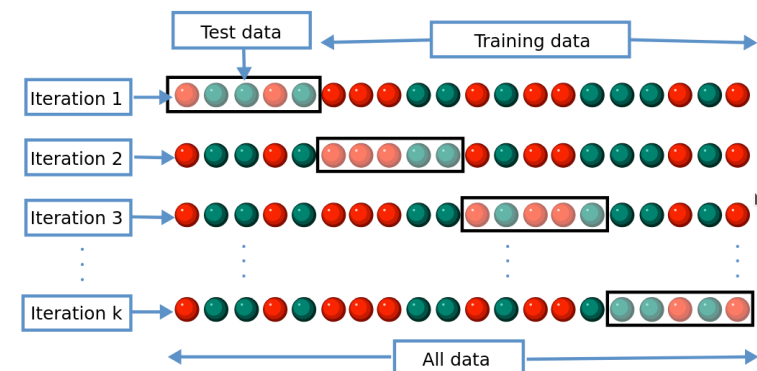 Test data
Training data
Iteration 1
Iteration 2
Iteration 3
Iteration k
All data